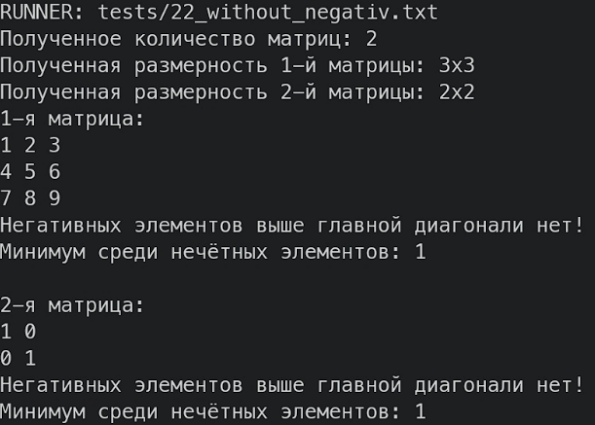 RUNNER: tests/22_without_negativ.txt
Полученное количество матриц: 2
Полученная размерность 1-й матрицы: 3x3
Полученная размерность 2-й матрицы: 2x2
1-я матрица:
1 2 3
4 5 6
7 8 9
Негативных элементов выше главной диагонали нет!
Минимум среди нечётных элементов: 1
2-я матрица:
1 0
0 1
Негативных элементов выше главной диагонали нет!
Минимум среди нечётных элементов: 1